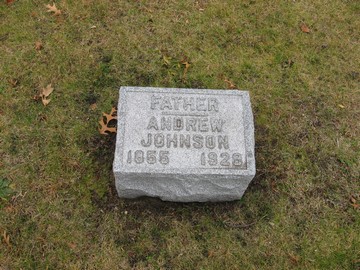 FATHER
ANDREW
JOHNSON
1855 1928